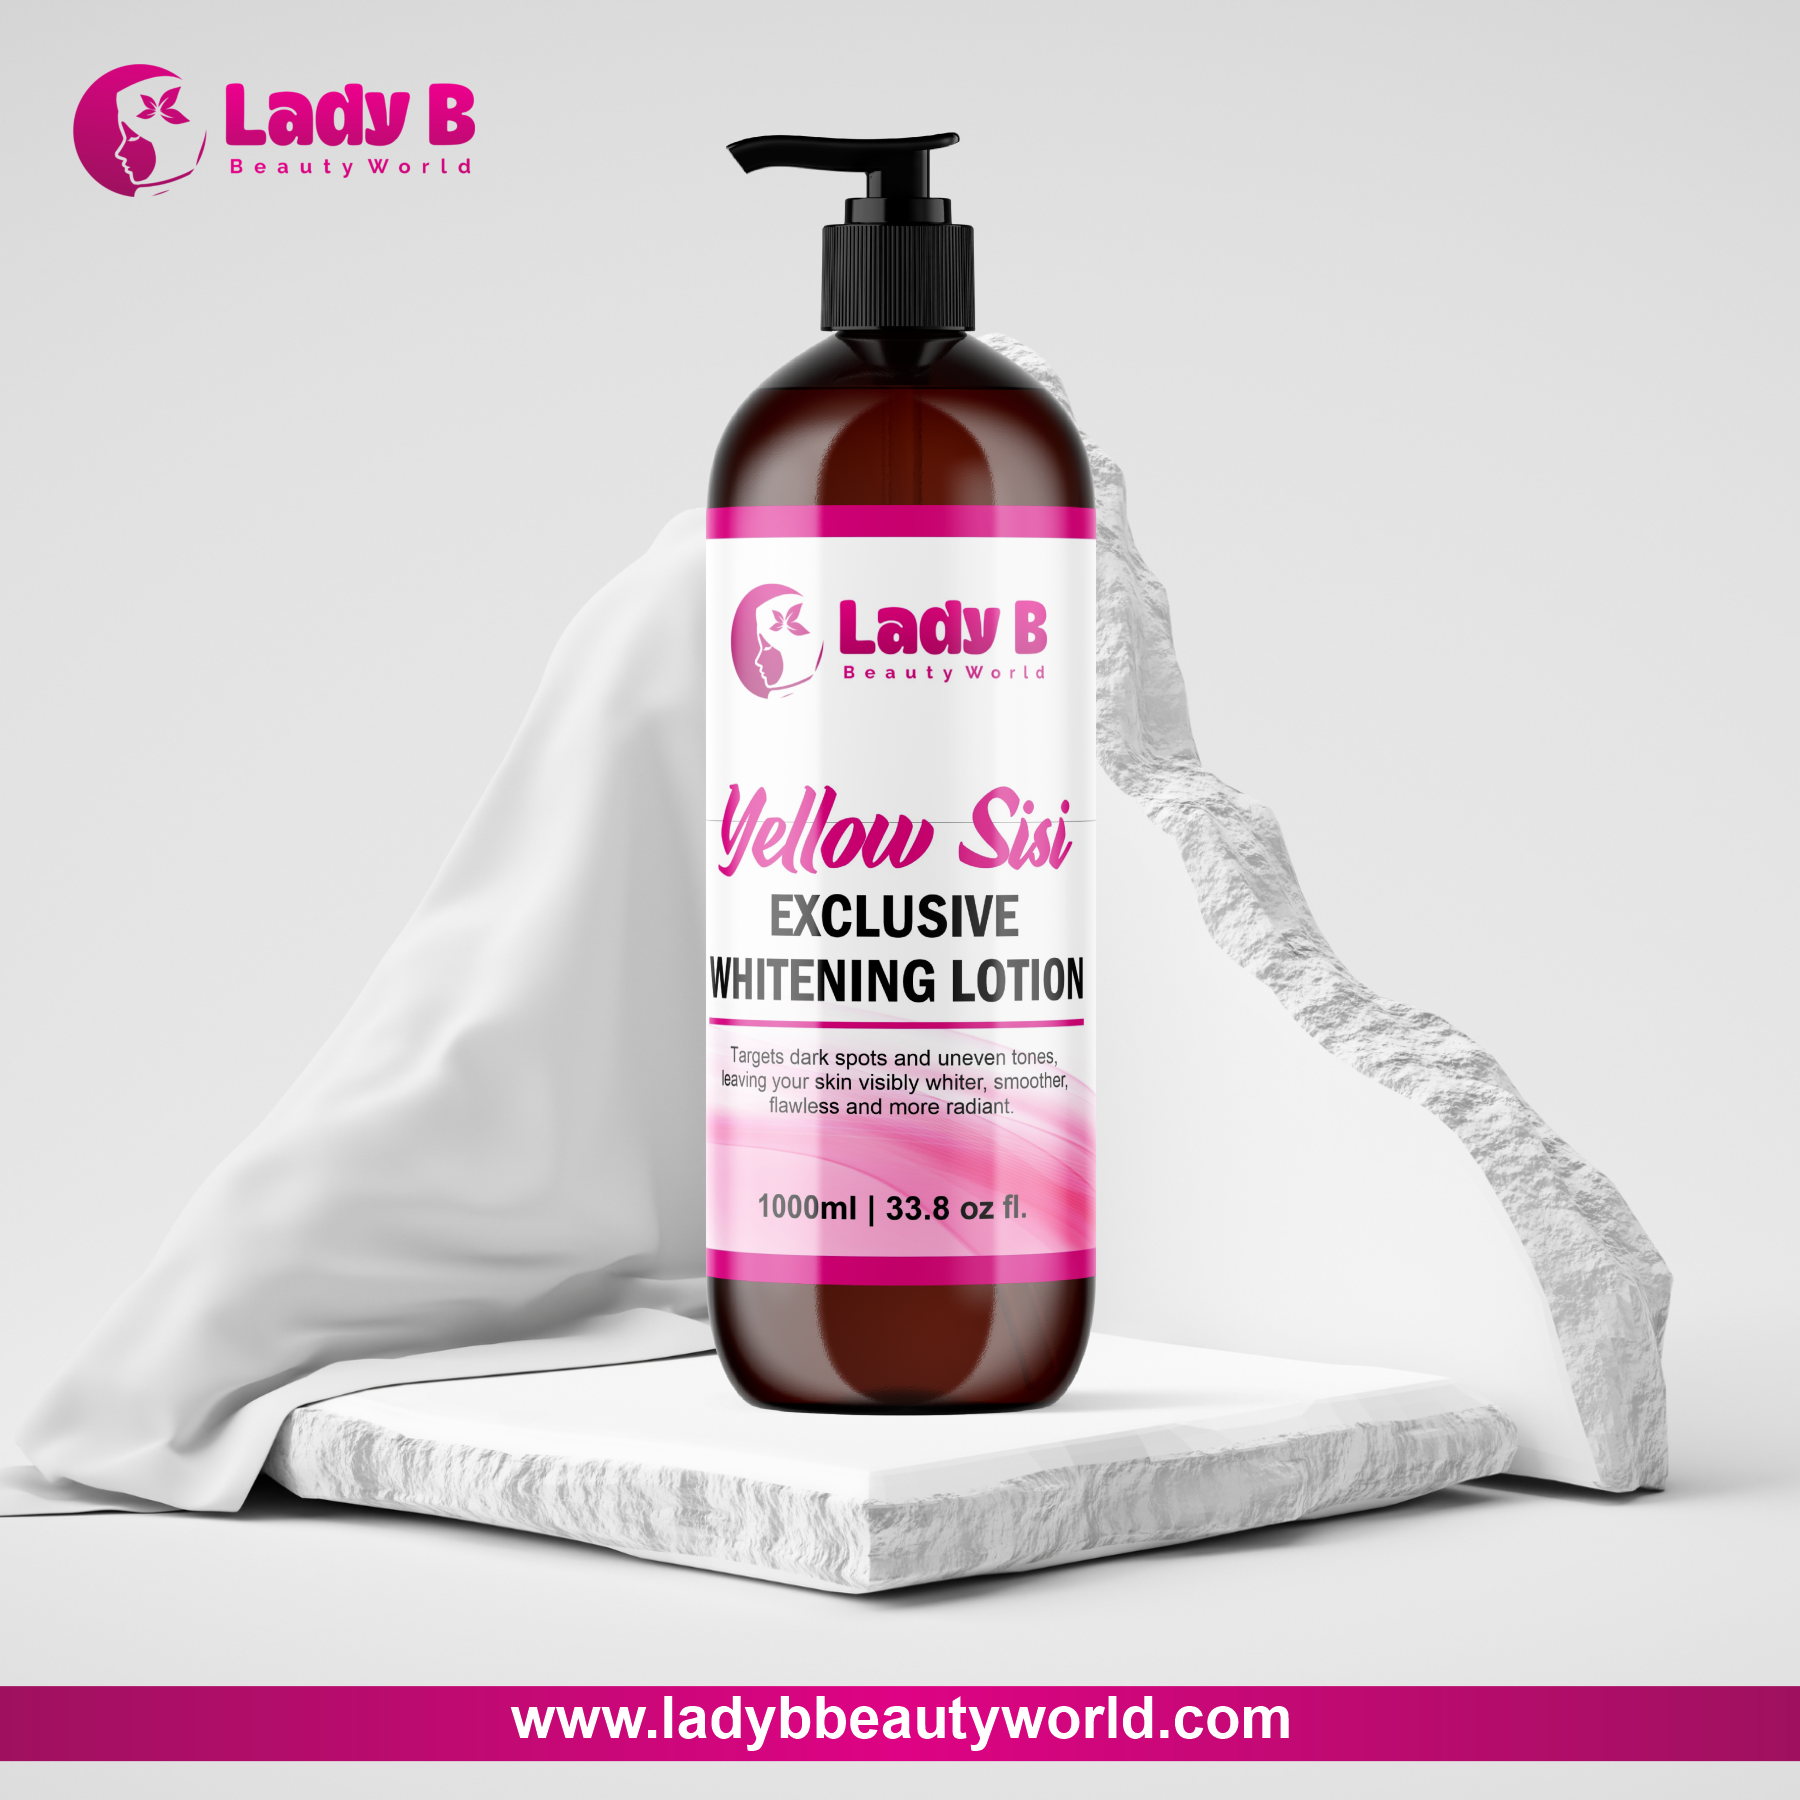 Lady B
Beauty World
Lady B
Beauty World
Yellow Sisi
EXCLUSIVE
WHITENING LOTION
Targets dark spots and uneven tones,
leaving your skin visibly whiter, smoother,
flawless and more radiant.
1000ml | 33.8 oz fl.
www.ladybbeautyworld.com